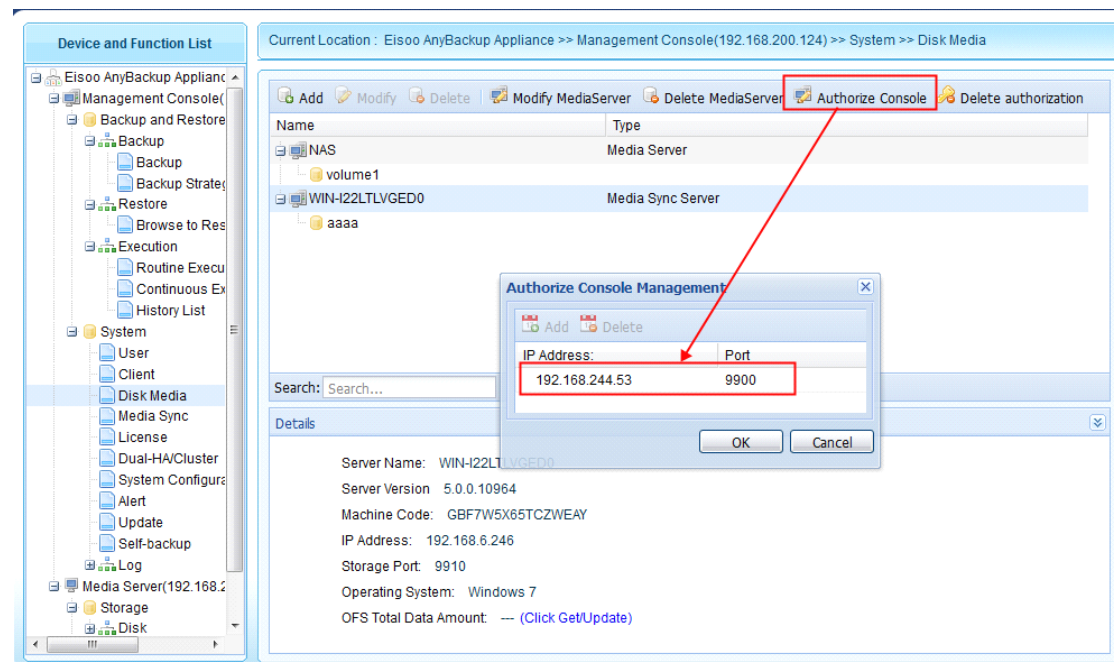 Device and Function List
Eisoo AnyBackup Applianc
Management Console(
Backup and Restore
Backup
Backup
Backup Strateg
Restore
Browse to Res
Execution
Routine Execu
Continuous Ex
History List
System
User
Client
Disk Media
Media Sync
License
Dual-HA/Cluster
System Configura
Alert
Update
Self-backup
Log
Media Server(192.168.2
Storage
Disk
Current Location : Eisoo AnyBackup Appliance >> Management Console(192.168.200.124) >> System >> Disk Media
Add Modify Delete Modify MediaServer Delete MediaServer Authorize Console Delete authorization
Name Type
NAS Media Server
volume1
WIN-I22LTLVGED0 Media Sync Server
aaaa
Authorize Console Management
Add Delete
IP Address: Port
192.168.244.53 9900
OK Cancel
Search: Search...
Details
Server Name: WIN-I22LTLVGED0
Server Version 5.0.0.10964
Machine Code: GBF7W5X65TCZWEAY
IP Address: 192.168.6.246
Storage Port: 9910
Operating System: Windows 7
OFS Total Data Amount: --- (Click Get/Update)